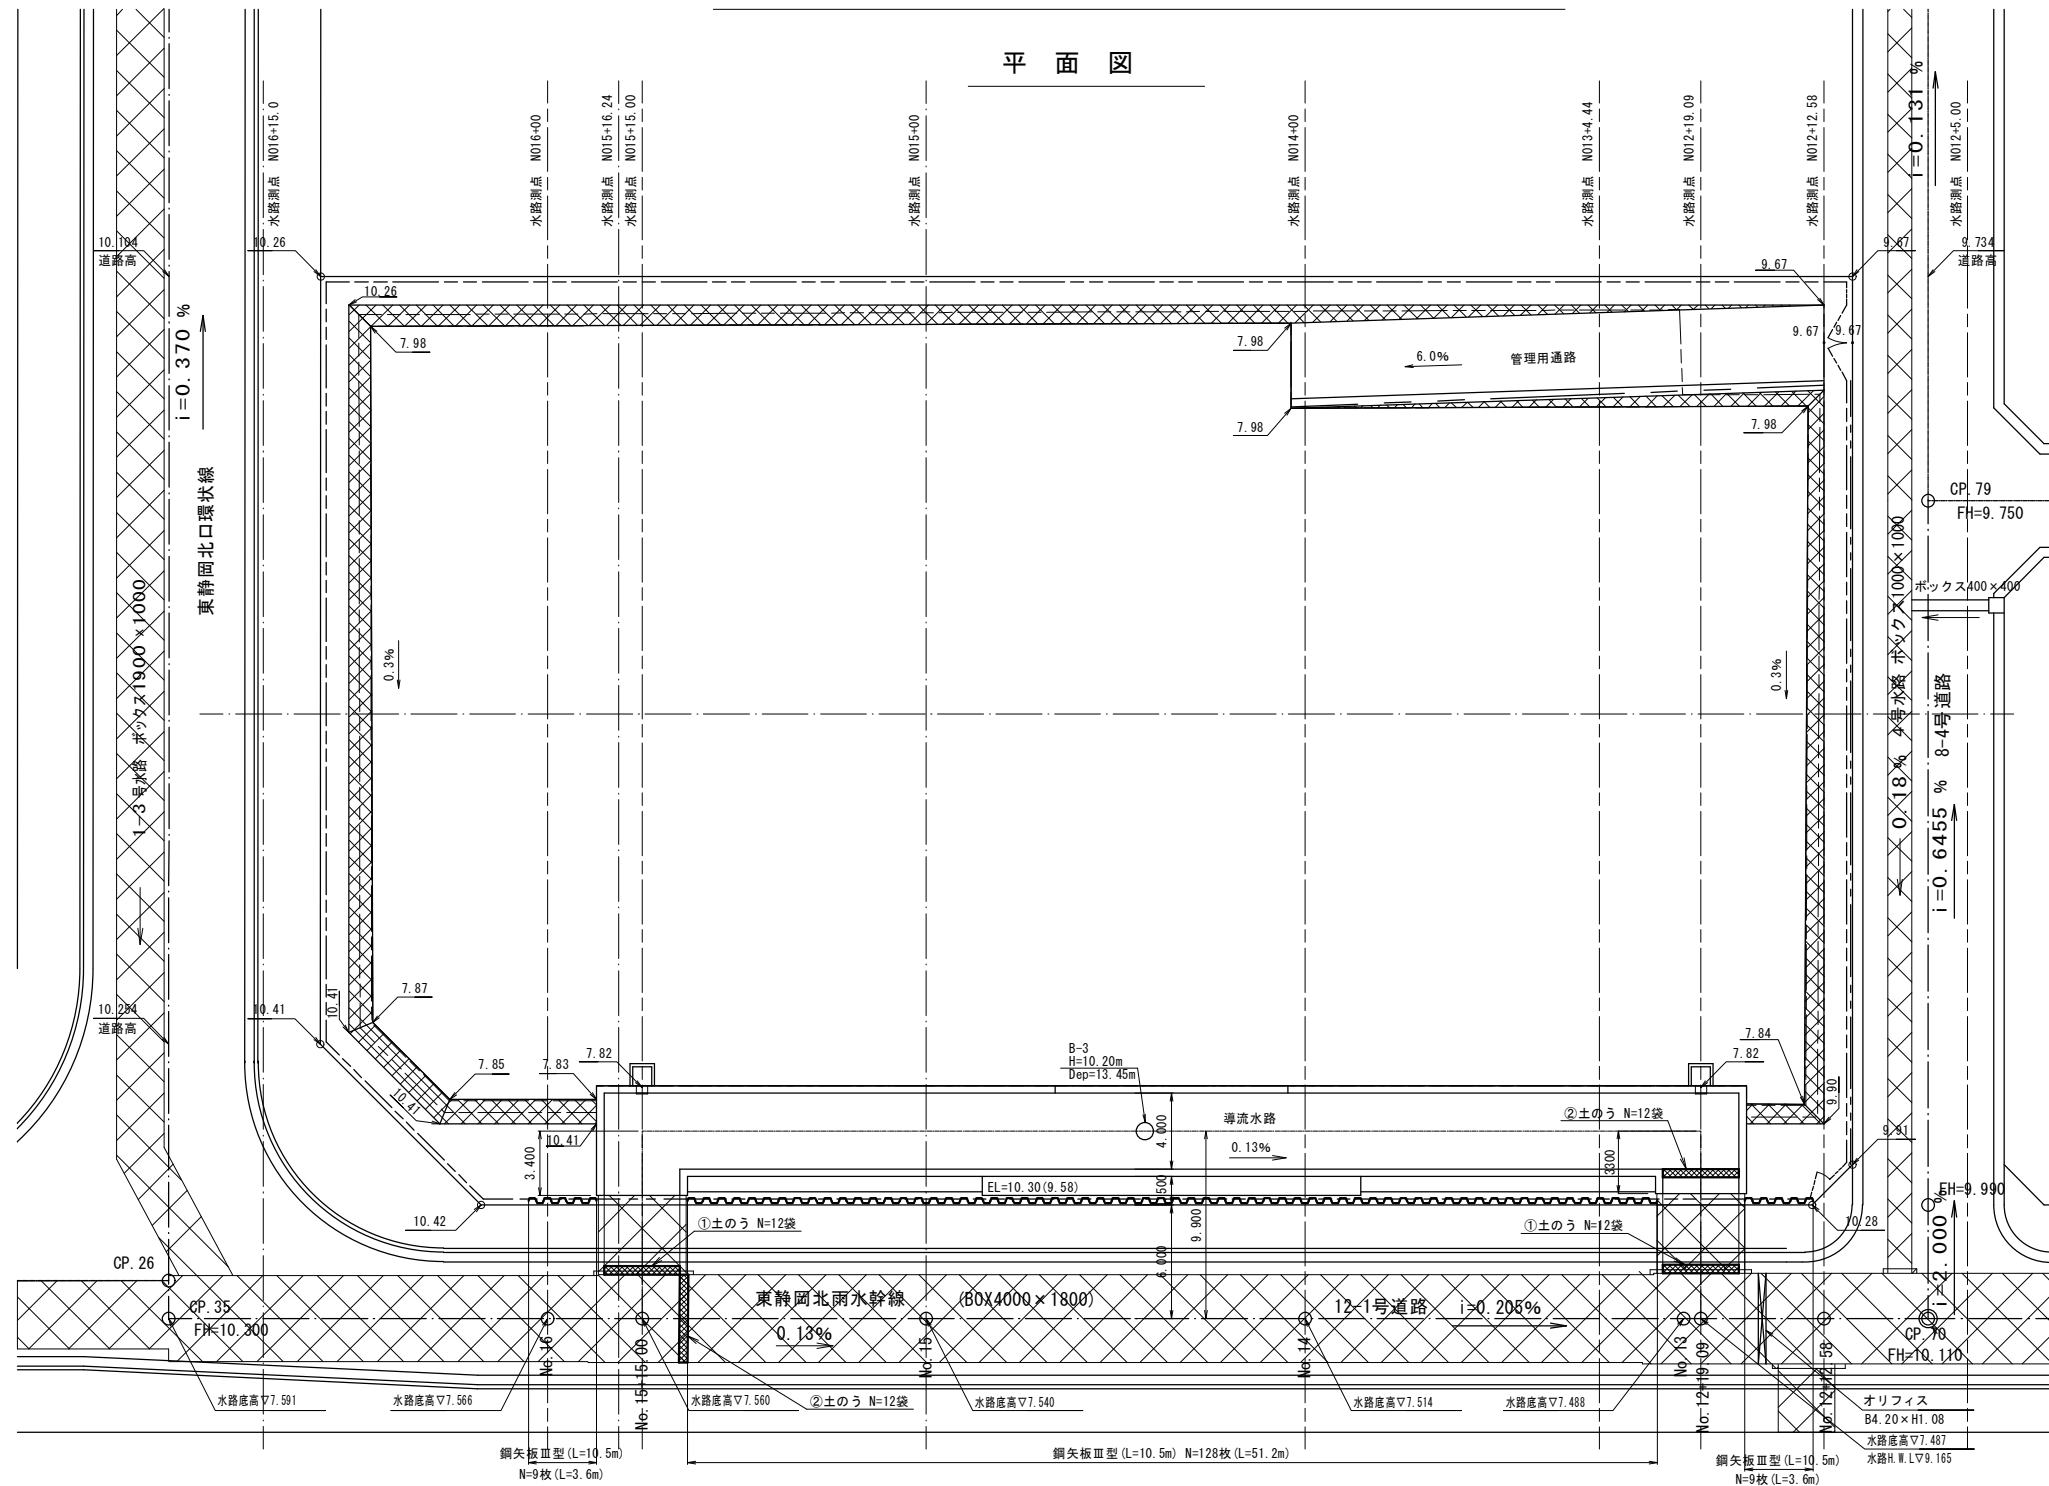 平 面 図
水路測点 NO16+15.0
水路測点 NO16+00
水路測点 NO15+16.24
水路測点 NO15+15.00
水路測点 NO15+00
水路測点 NO14+00
水路測点 NO13+4.44
水路測点 NO12+19.09
水路測点 NO12+12.58
水路測点 NO12+5.00
i=0.131 %
10.104
道路高
10.26
9.67
9.67
9.734
道路高
10.26
7.98
7.98
9.67
9.67
6.0%
管理用通路
7.98
7.98
i=0.370 %
東静岡北口環状線
1-3号水路 ボックス1900×1000
CP.79
FH=9.750
ボックス400×400
0.18% 4号水路 ボックス1000×1000
i=0.6455 % 8-4号道路
0.3%
0.3%
10.254
道路高
10.41
10.41
7.87
7.85
7.83
7.82
10.41
10.41
B-3
H=10.20m
Dep=13.45m
導流水路
0.13%
②土のう N=12袋
7.84
7.82
9.90
9.91
3.400
4.000
500
9.900
6.000
3300
EL=10.30(9.58)
10.42
①土のう N=12袋
①土のう N=12袋
10.28
FH=9.990
i=2.000 %
CP.26
CP.35
FH=10.300
東静岡北雨水幹線 (BOX4000×1800)
0.13%
12-1号道路 i=0.205%
CP.70
FH=10.110
No.16
No.15+15.00
No.15
No.14
No.13
No.12+19.09
No.12+12.58
水路底高▽7.591
水路底高▽7.566
水路底高▽7.560
②土のう N=12袋
水路底高▽7.540
水路底高▽7.514
水路底高▽7.488
オリフィス
B4.20×H1.08
水路底高▽7.487
水路H.W.L▽9.165
鋼矢板Ⅲ型(L=10.5m)
N=9枚(L=3.6m)
鋼矢板Ⅲ型(L=10.5m) N=128枚(L=51.2m)
鋼矢板Ⅲ型(L=10.5m)
N=9枚(L=3.6m)